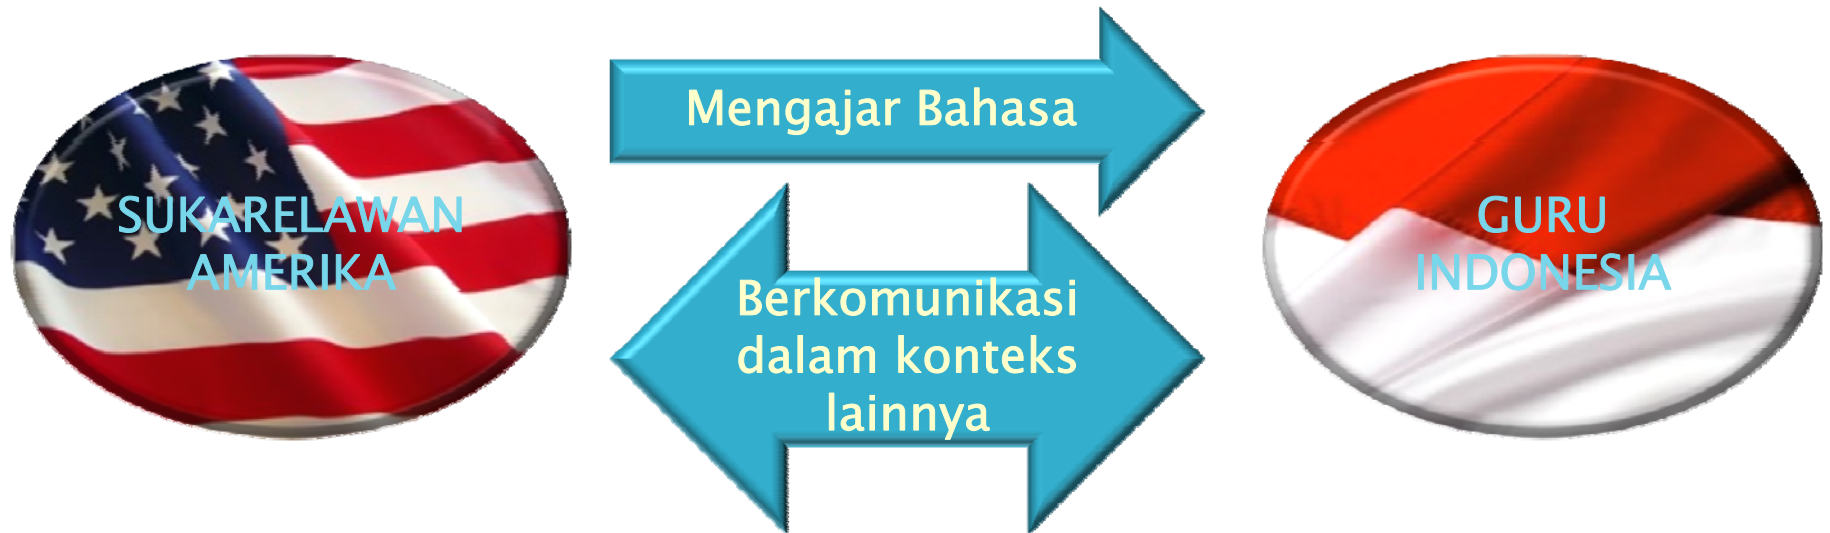 SUKARELAWAN
AMERIKA
Mengajar Bahasa
Berkomunikasi
dalam konteks
lainnya
GURU
INDONESIA